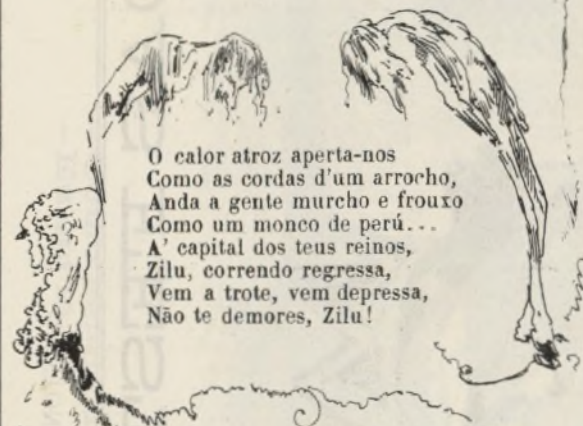 O calor atroz aperta-nos
Como as cordas d'um arrocho,
Anda a gente murcho e frouxo
Como um monco de perú...
A' capital dos teus reinos,
Zilu, correndo regressa,
Vem a trote, vem depressa,
Não te demores, Zilu!